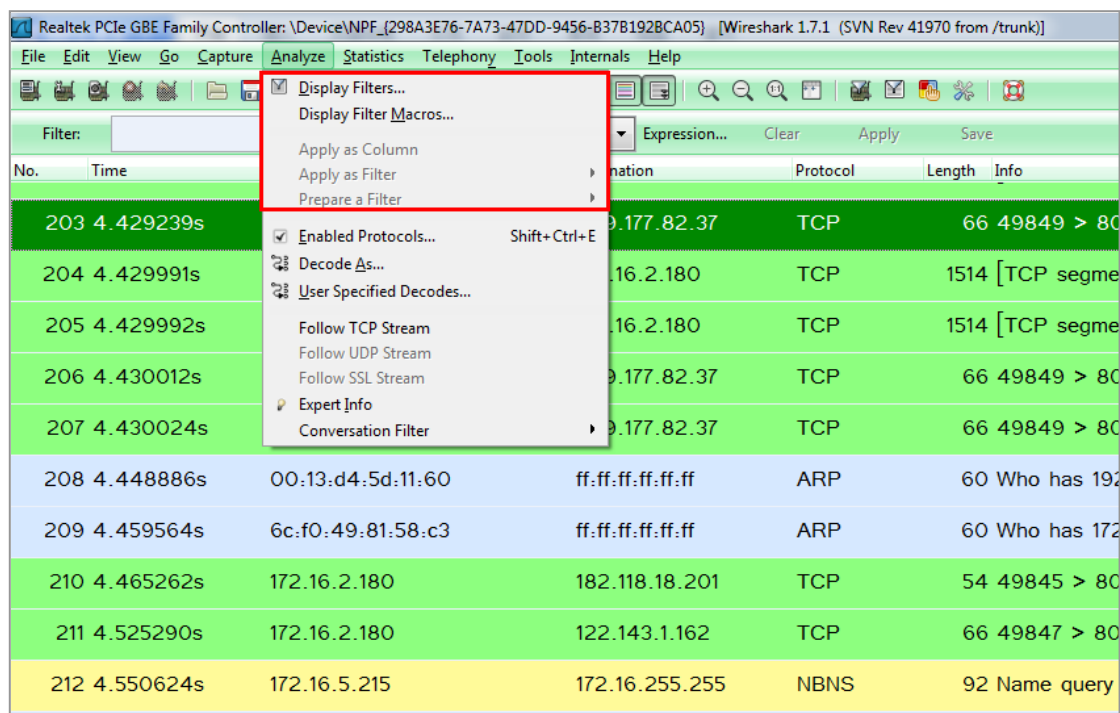 Realtek PCIe GBE Family Controller: \Device\NPF_{298A3E76-7A73-47DD-9456-B37B192BCA05} [Wireshark 1.7.1 (SVN Rev 41970 from /trunk)]
File Edit View Go Capture Analyze Statistics Telephony Tools Internals Help
Filter: Expression... Clear Apply Save
No. Time nation Protocol Length Info
Display Filters...
Display Filter Macros...
Apply as Column
Apply as Filter
Prepare a Filter
Enabled Protocols... Shift+Ctrl+E
Decode As...
User Specified Decodes...
Follow TCP Stream
Follow UDP Stream
Follow SSL Stream
Expert Info
Conversation Filter
203 4.429239s 9.177.82.37 TCP 66 49849 > 80
204 4.429991s .16.2.180 TCP 1514 [TCP segme
205 4.429992s .16.2.180 TCP 1514 [TCP segme
206 4.430012s 9.177.82.37 TCP 66 49849 > 80
207 4.430024s 9.177.82.37 TCP 66 49849 > 80
208 4.448886s 00:13:d4:5d:11:60 ff:ff:ff:ff:ff:ff ARP 60 Who has 192
209 4.459564s 6c:f0:49:81:58:c3 ff:ff:ff:ff:ff:ff ARP 60 Who has 172
210 4.465262s 172.16.2.180 182.118.18.201 TCP 54 49845 > 80
211 4.525290s 172.16.2.180 122.143.1.162 TCP 66 49847 > 80
212 4.550624s 172.16.5.215 172.16.255.255 NBNS 92 Name query